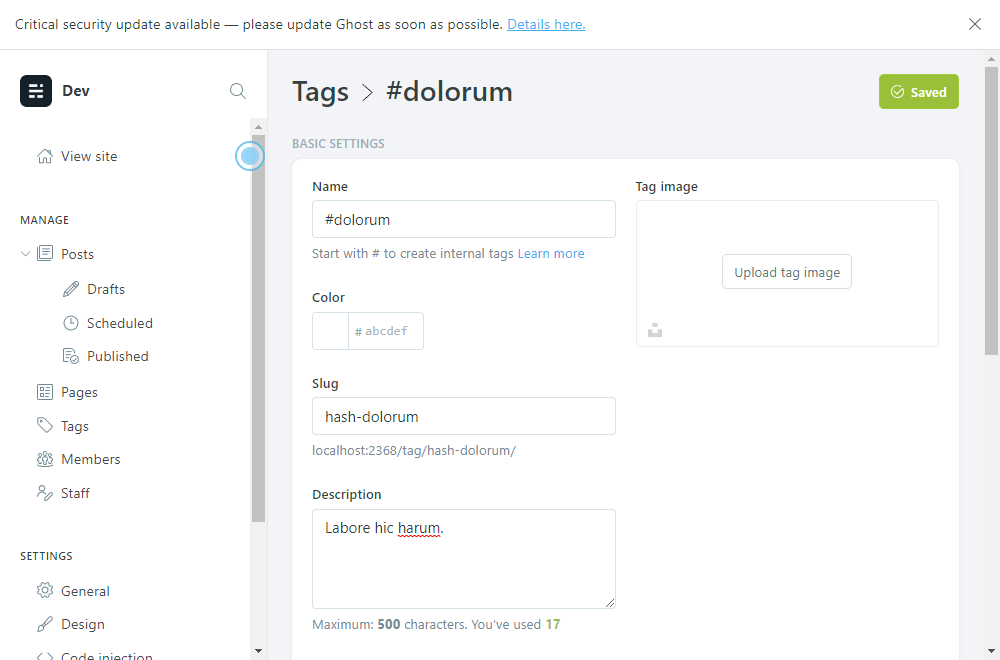 Critical security update available — please update Ghost as soon as possible. Details here.
Dev
View site
MANAGE
Posts
Drafts
Scheduled
Published
Pages
Tags
Members
Staff
SETTINGS
General
Design
Code injection
Tags > #dolorum
Saved
BASIC SETTINGS
Name
#dolorum
Start with # to create internal tags Learn more
Color
# abcdef
Slug
hash-dolorum
localhost:2368/tag/hash-dolorum/
Description
Labore hic harum.
Maximum: 500 characters. You've used 17
Tag image
Upload tag image